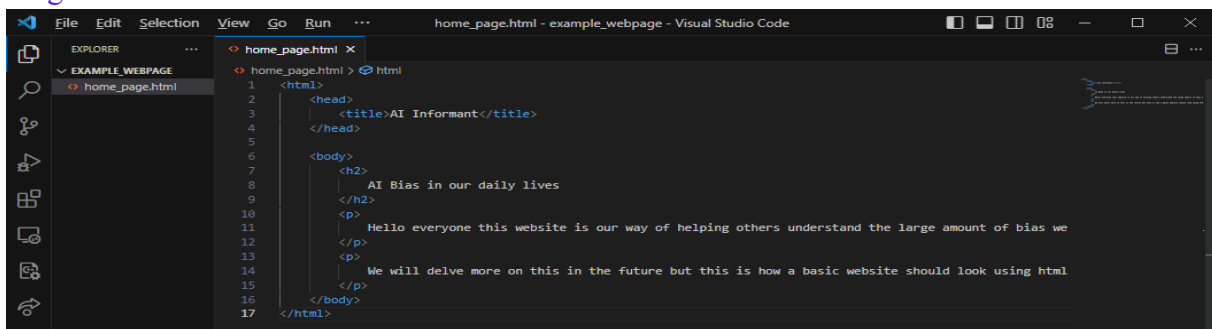 File Edit Selection View Go Run ··· home_page.html - example_webpage - Visual Studio Code
EXPLORER ···
EXAMPLE_WEBPAGE
home_page.html
home_page.html
home_page.html > html
1 <html>
2 <head>
3 <title>AI Informant</title>
4 </head>
5
6 <body>
7 <h2>
8 AI Bias in our daily lives
9 </h2>
10 <p>
11 Hello everyone this website is our way of helping others understand the large amount of bias we
12 </p>
13 <p>
14 We will delve more on this in the future but this is how a basic website should look using html
15 </p>
16 </body>
17 </html>